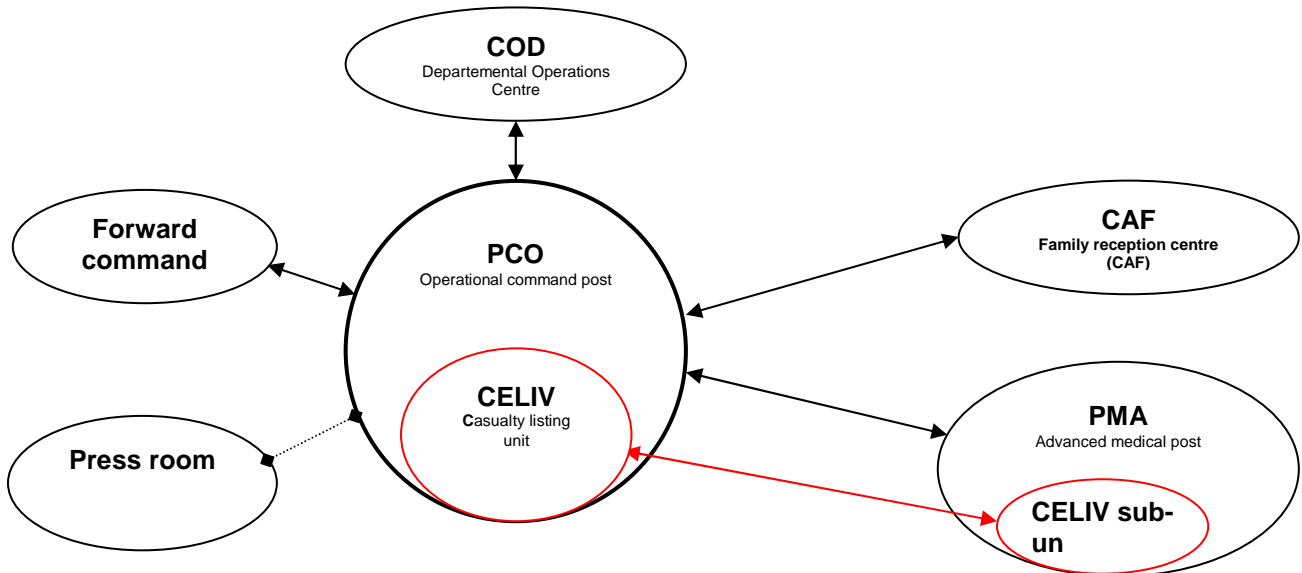 COD
Departemental Operations
Centre
Forward
command
PCO
Operational command post
CAF
Family reception centre
(CAF)
CELIV
Casualty listing
unit
Press room
PMA
Advanced medical post
CELIV sub-
un